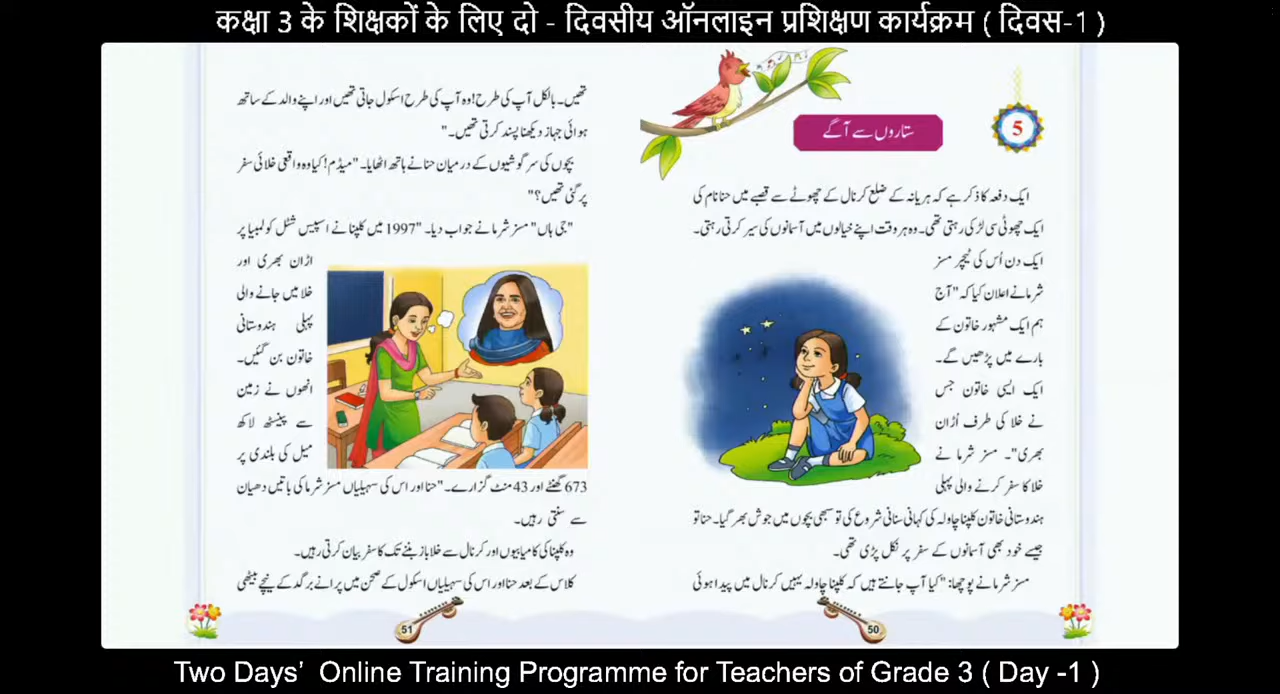 कक्षा 3 के शिक्षकों के लिए दो - दिवसीय ऑनलाइन प्रशिक्षण कार्यक्रम ( दिवस-1 )
5
ستاروں سے آگے
ایک دفعہ کا ذکر ہے کہ ہریانہ کے ضلع کرنال کے چھوٹے سے قصبے میں حنا نام کی
ایک چھوٹی سی لڑکی رہتی تھی۔ وہ ہر وقت اپنے خیالوں میں آسمانوں کی سیر کرتی رہتی۔
ایک دن اُس کی ٹیچر مسز
شرما نے اعلان کیا کہ "آج
ہم ایک مشہور خاتون کے
بارے میں پڑھیں گے۔
ایک ایسی خاتون جس
نے خلا کی طرف اُڑان
بھری"۔ مسز شرما نے
خلا کا سفر کرنے والی پہلی
ہندوستانی خاتون کلپنا چاولہ کی کہانی سنانی شروع کی تو سبھی بچوں میں جوش بھر گیا۔ حنا تو
جیسے خود بھی آسمانوں کے سفر پر نکل پڑی تھی۔
مسز شرما نے پوچھا: "کیا آپ جانتے ہیں کہ کلپنا چاولہ یہیں کرنال میں پیدا ہوئی
50
تھیں۔ بالکل آپ کی طرح! وہ آپ کی طرح اسکول جاتی تھیں اور اپنے والد کے ساتھ
ہوائی جہاز دیکھنا پسند کرتی تھیں۔"
بچوں کی سرگوشیوں کے درمیان حنا نے ہاتھ اٹھایا۔ "میڈم! کیا وہ واقعی خلائی سفر
پر گئی تھیں؟"
"جی ہاں" مسز شرما نے جواب دیا۔ "1997 میں کلپنا نے اسپیس شٹل کولمبیا پر
اڑان بھری اور
خلا میں جانے والی
پہلی ہندوستانی
خاتون بن گئیں۔
انھوں نے زمین
سے پینسٹھ لاکھ
میل کی بلندی پر
673 گھنٹے اور 43 منٹ گزارے۔" حنا اور اس کی سہیلیاں مسز شرما کی باتیں دھیان
سے سنتی رہیں۔
وہ کلپنا کی کامیابیوں اور کرنال سے خلا باز بننے تک کا سفر بیان کرتی رہیں۔
کلاس کے بعد حنا اور اس کی سہیلیاں اسکول کے صحن میں پرانے برگد کے نیچے بیٹھی
51
Two Days' Online Training Programme for Teachers of Grade 3 ( Day -1 )